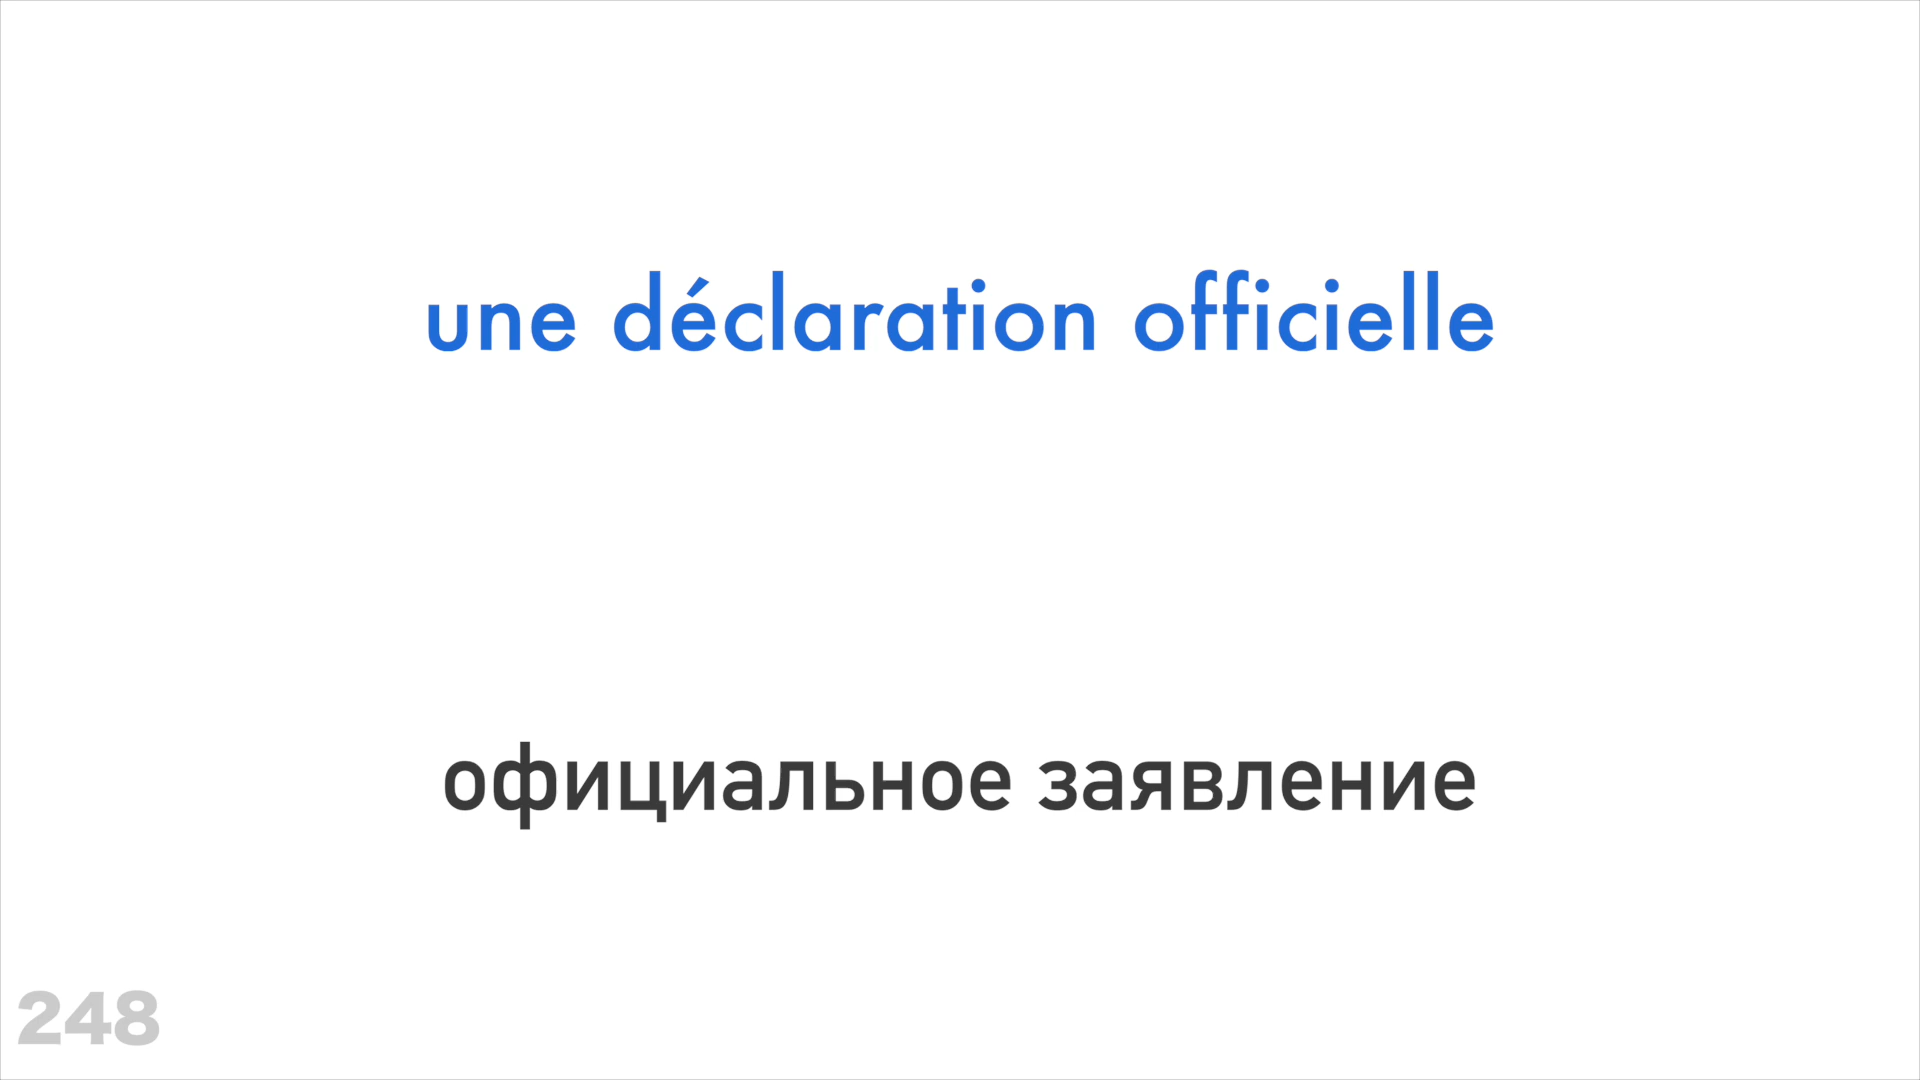 une déclaration officielle
официальное заявление
248